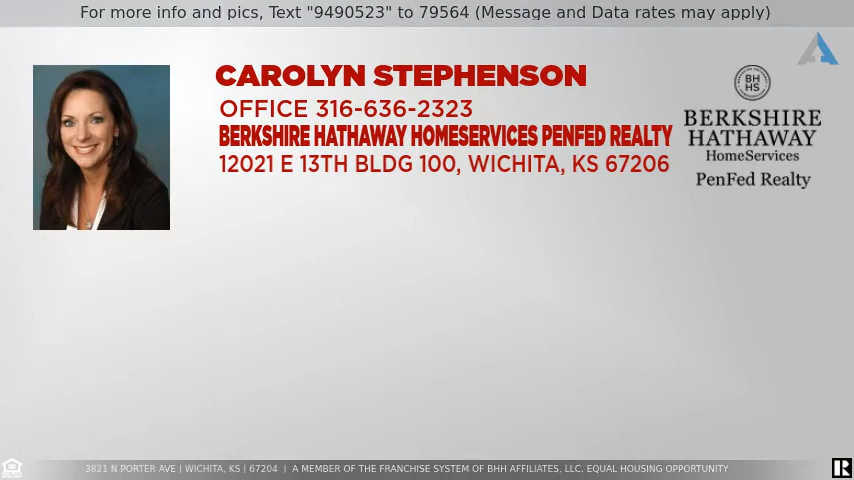 For more info and pics, Text "9490523" to 79564 (Message and Data rates may apply)
CAROLYN STEPHENSON
OFFICE 316-636-2323
BERKSHIRE HATHAWAY HOMESERVICES PENFED REALTY
12021 E 13TH BLDG 100, WICHITA, KS 67206
BH
HS
BERKSHIRE
HATHAWAY
HomeServices
PenFed Realty
3821 N PORTER AVE | WICHITA, KS | 67204 | A MEMBER OF THE FRANCHISE SYSTEM OF BHH AFFILIATES, LLC. EQUAL HOUSING OPPORTUNITY